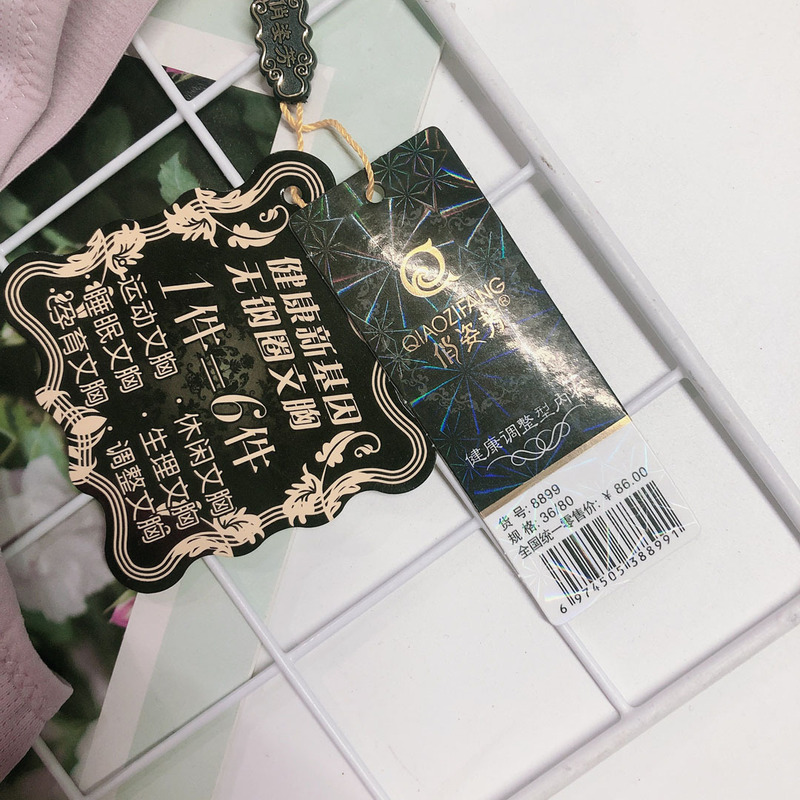 俏姿芳
健康新基因
无钢圈文胸
1件=6件
·运动文胸
·睡眠文胸
·孕育文胸
·休闲文胸
·生理文胸
·调整文胸
QIAOZIFANG®
俏姿芳
健康调整型内衣
货号: 8899
规格: 36/80
全国统一零售价: ¥ 86.00
6 974505 388991